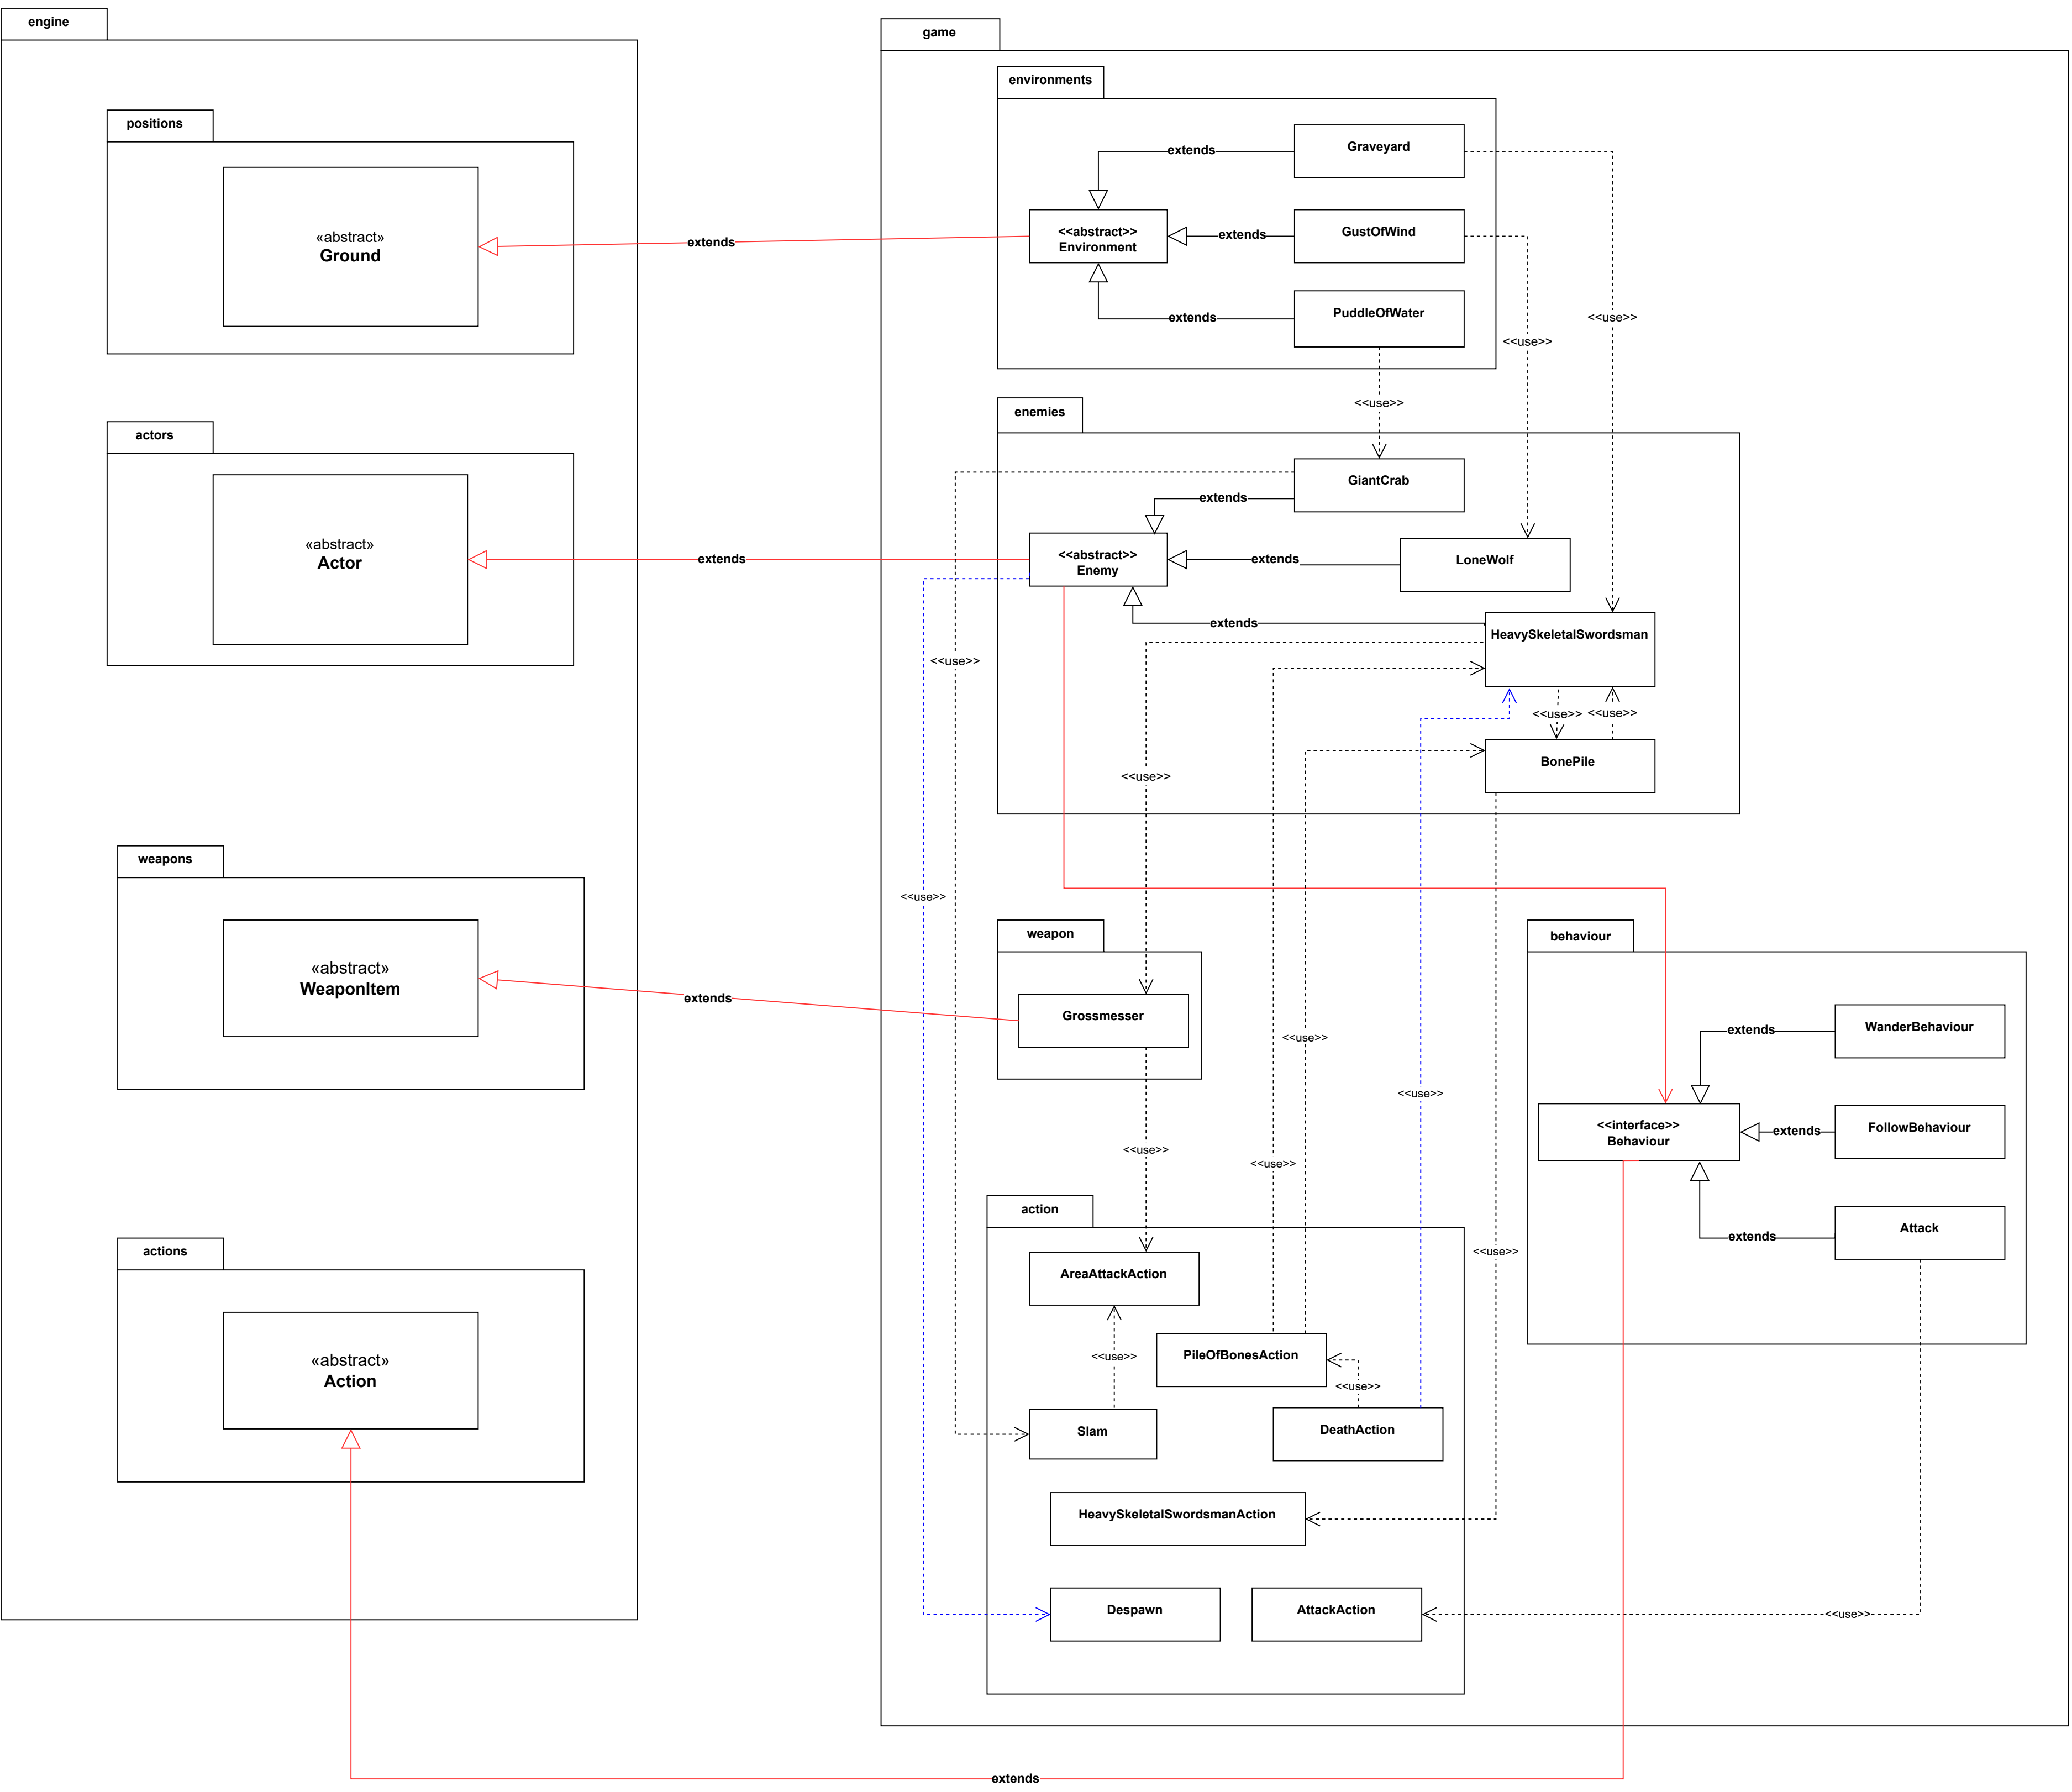 engine
game
environments
positions
Graveyard
extends
«abstract»
Ground
<<abstract>>
Environment
extends
GustOfWind
extends
PuddleOfWater
extends
<<use>>
<<use>>
<<use>>
enemies
actors
GiantCrab
extends
«abstract»
Actor
extends
<<abstract>>
Enemy
extends
LoneWolf
extends
HeavySkeletalSwordsman
<<use>>
<<use>>
<<use>>
BonePile
<<use>>
weapons
<<use>>
weapon
behaviour
«abstract»
WeaponItem
extends
Grossmesser
WanderBehaviour
extends
<<use>>
<<use>>
<<interface>>
Behaviour
extends
FollowBehaviour
<<use>>
<<use>>
action
Attack
extends
actions
<<use>>
AreaAttackAction
«abstract»
Action
<<use>>
PileOfBonesAction
<<use>>
Slam
DeathAction
HeavySkeletalSwordsmanAction
Despawn
AttackAction
<<use>>
extends